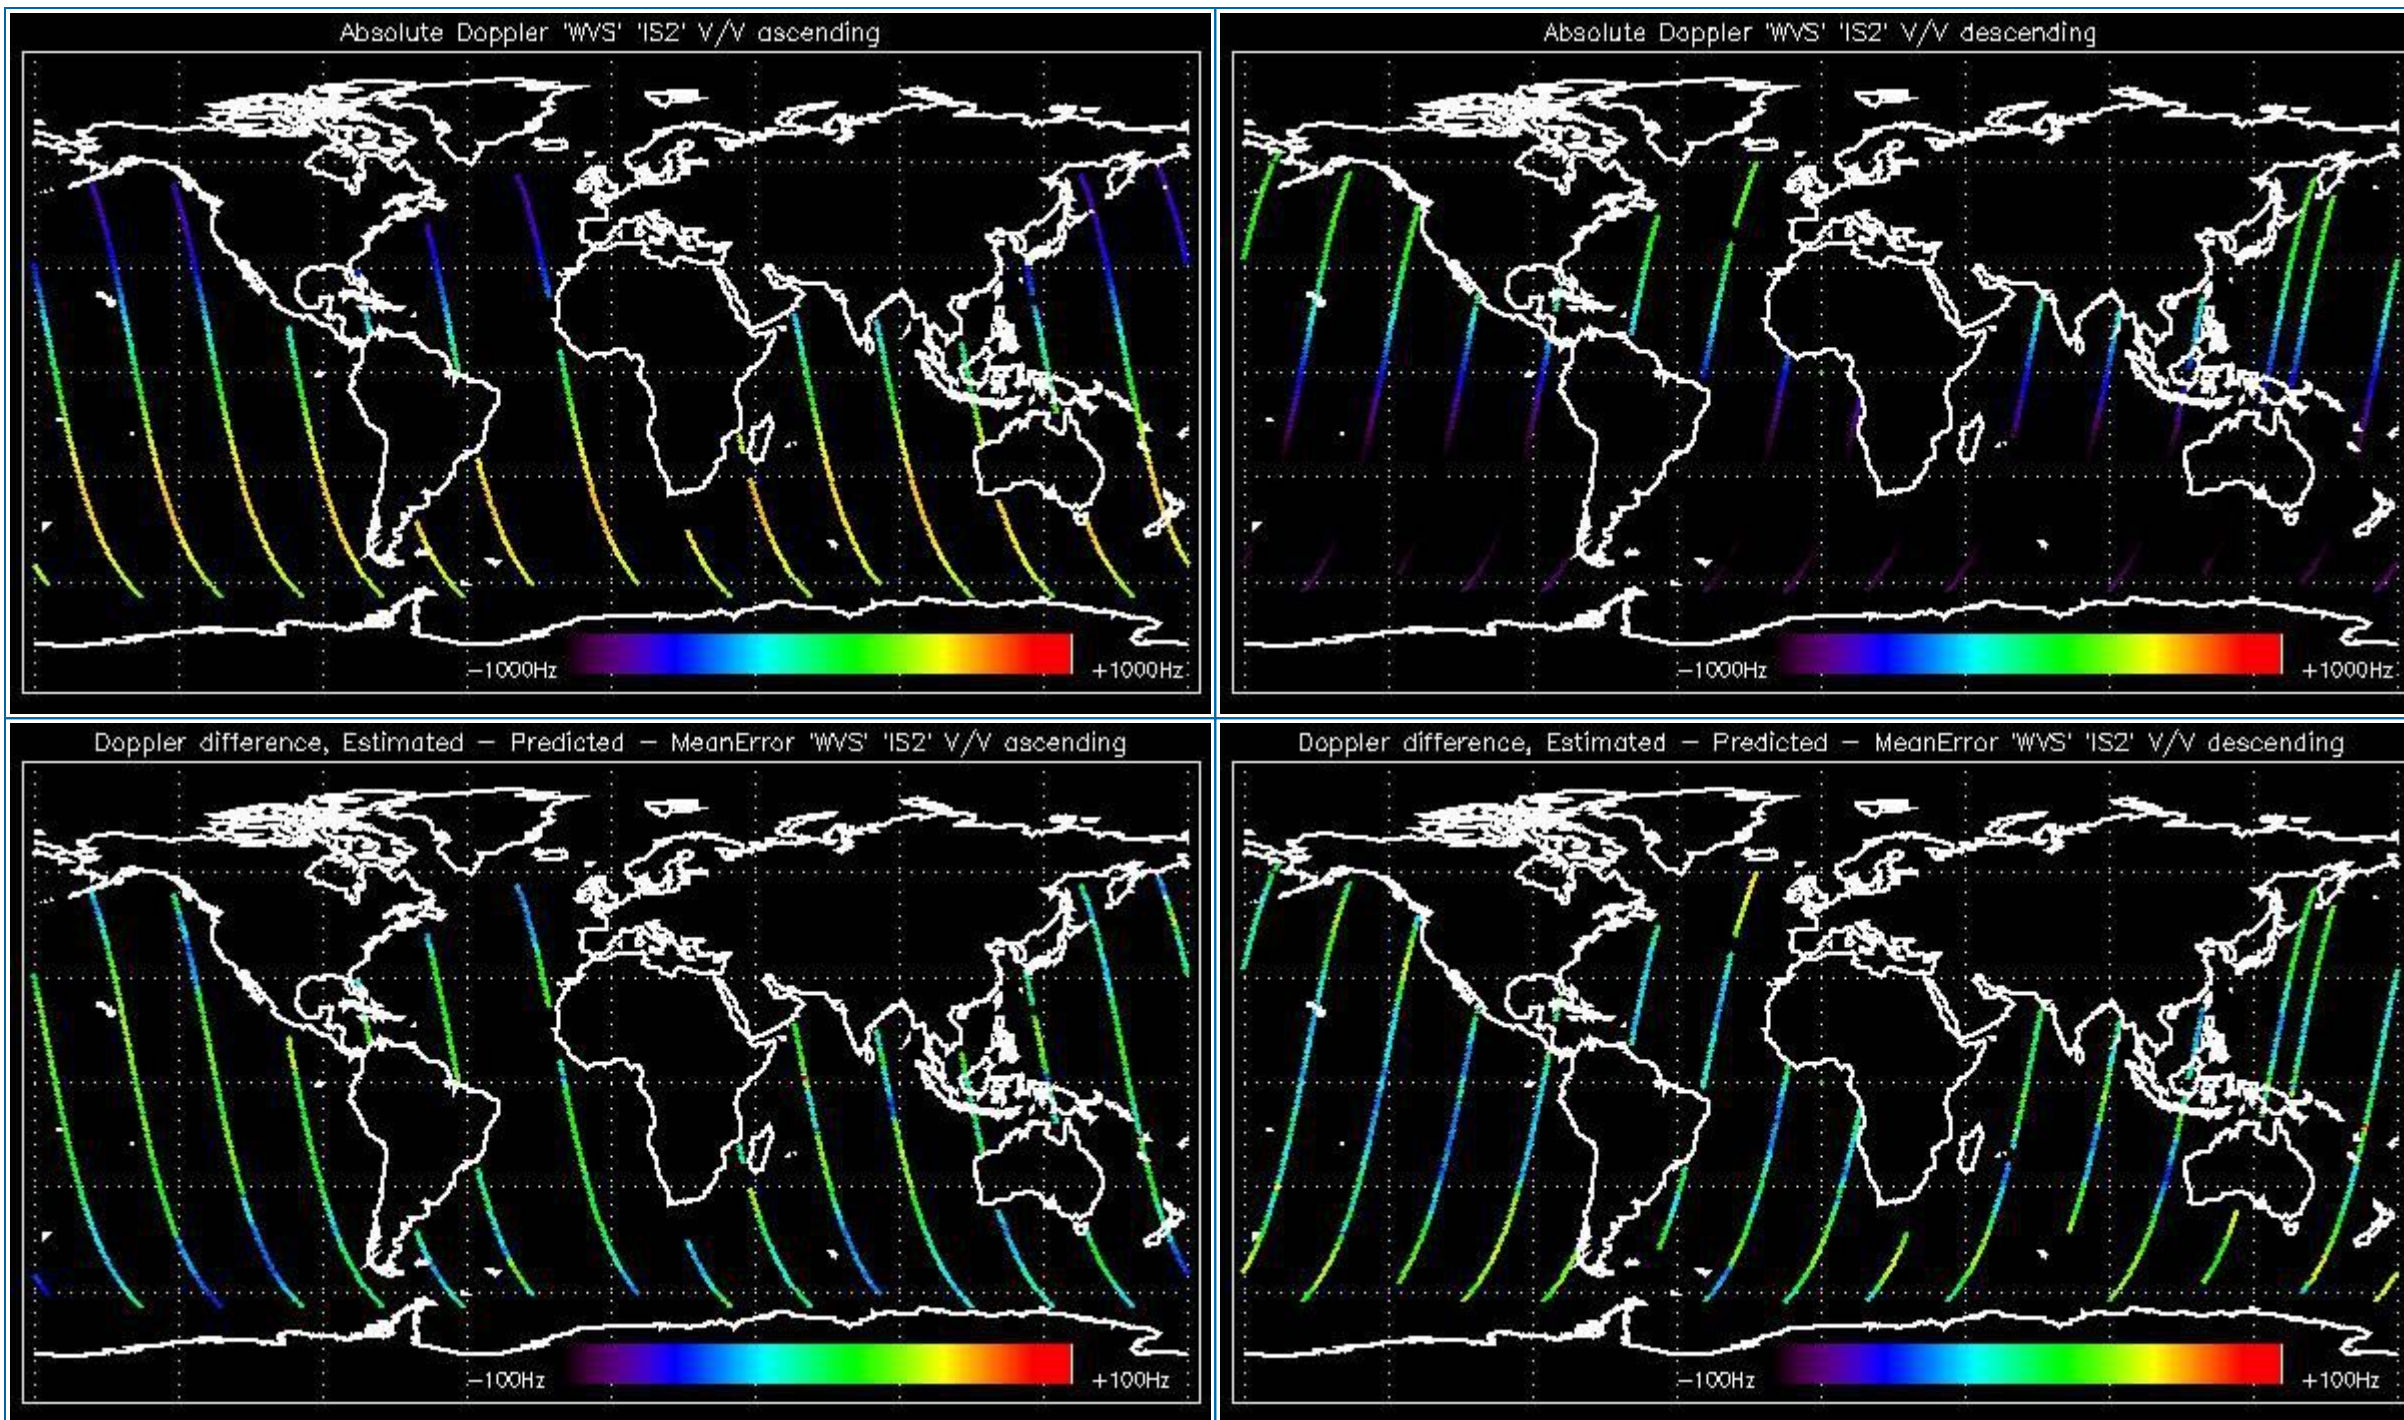 Absolute Doppler 'WVS' 'IS2' V/V ascending
-1000Hz +1000Hz
Absolute Doppler 'WVS' 'IS2' V/V descending
-1000Hz +1000Hz
Doppler difference, Estimated - Predicted - MeanError 'WVS' 'IS2' V/V ascending
-100Hz +100Hz
Doppler difference, Estimated - Predicted - MeanError 'WVS' 'IS2' V/V descending
-100Hz +100Hz